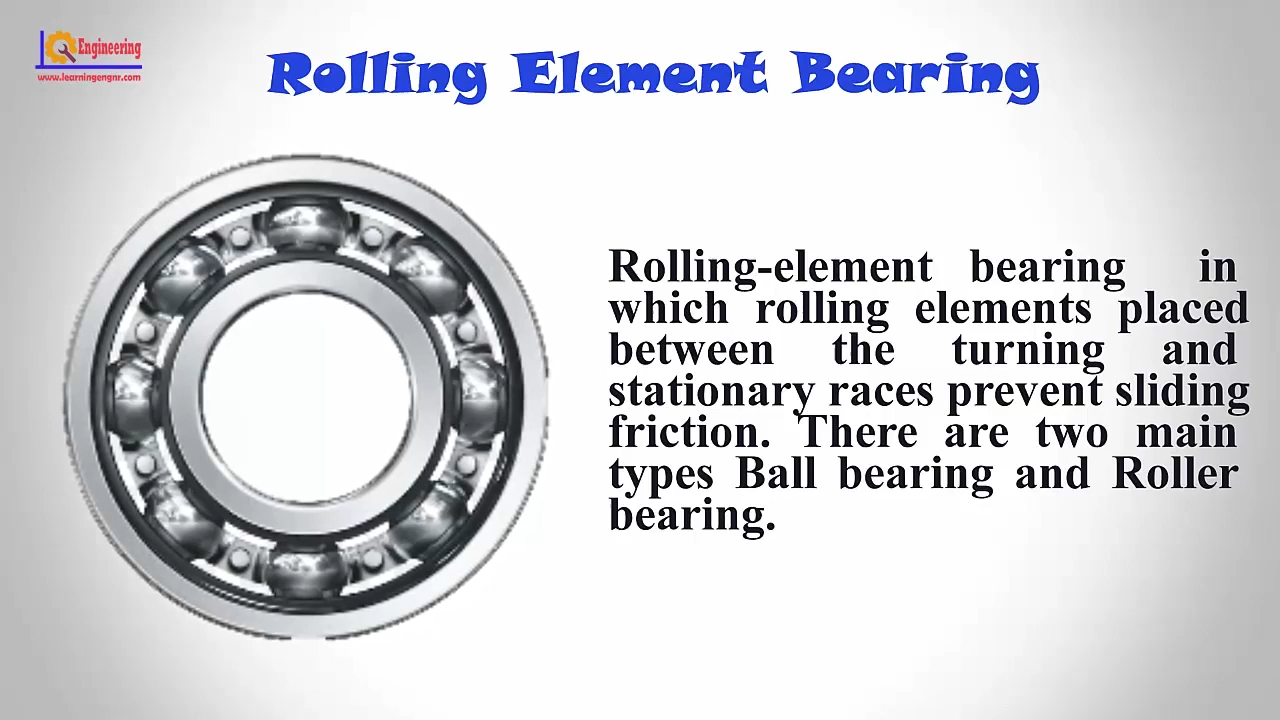 Engineering
www.learningengnr.com
Rolling Element Bearing
Rolling-element bearing in
which rolling elements placed
between the turning and
stationary races prevent sliding
friction. There are two main
types Ball bearing and Roller
bearing.